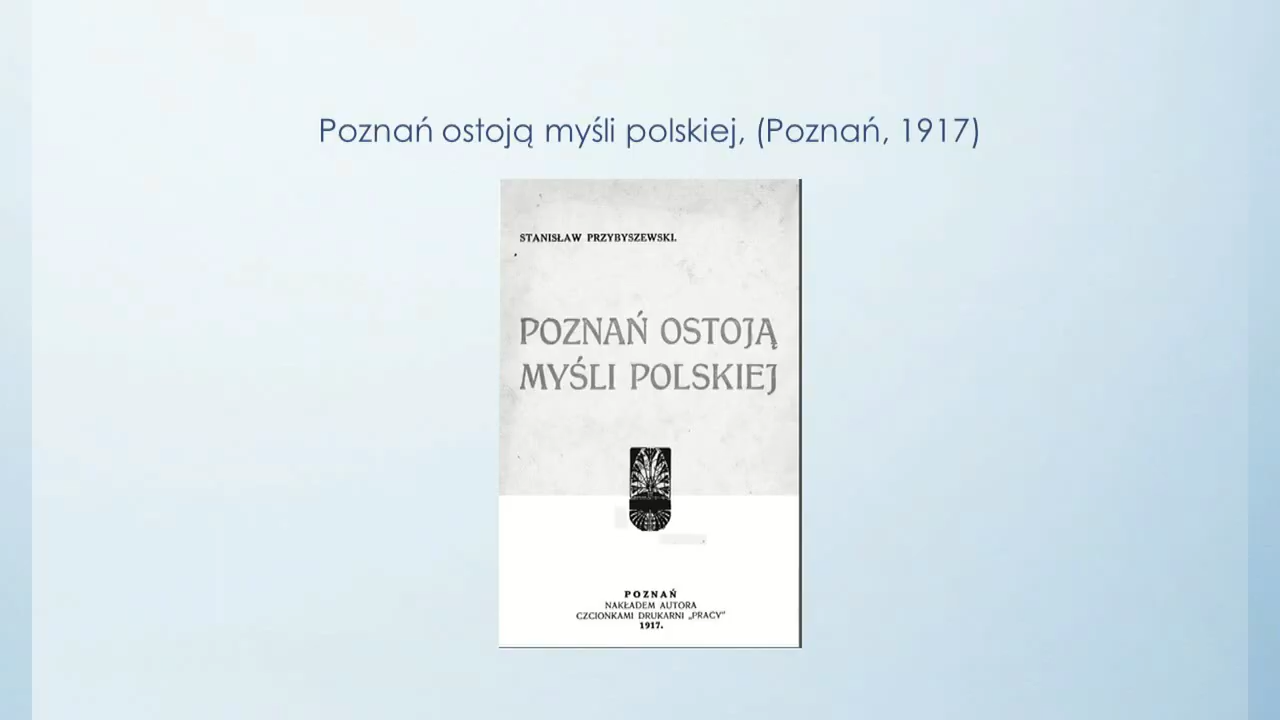 Poznań ostoją myśli polskiej, (Poznań, 1917)
STANISŁAW PRZYBYSZEWSKI.
POZNAŃ OSTOJĄ
MYŚLI POLSKIEJ
POZNAŃ
NAKŁADEM AUTORA
CZCIONKAMI DRUKARNI „PRACY”
1917.